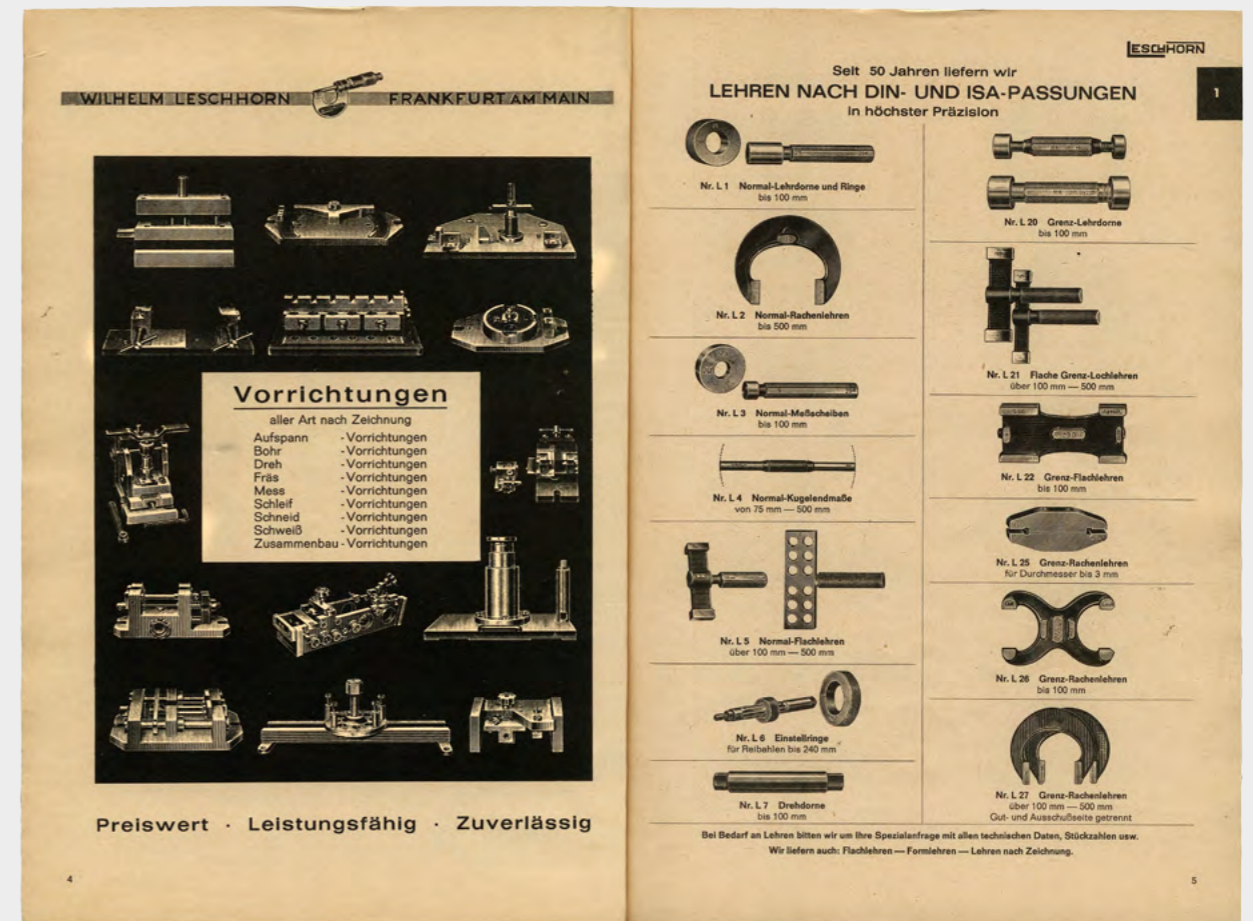 WILHELM LESCHHORN FRANKFURT AM MAIN
Vorrichtungen
aller Art nach Zeichnung
Aufspann - Vorrichtungen
Bohr - Vorrichtungen
Dreh - Vorrichtungen
Fräs - Vorrichtungen
Mess - Vorrichtungen
Schleif - Vorrichtungen
Schneid - Vorrichtungen
Schweiß - Vorrichtungen
Zusammenbau - Vorrichtungen
Preiswert · Leistungsfähig · Zuverlässig
4
LESCHHORN
1
Seit 50 Jahren liefern wir
LEHREN NACH DIN- UND ISA-PASSUNGEN
in höchster Präzision
Nr. L 1 Normal-Lehrdorne und Ringe
bis 100 mm
Nr. L 2 Normal-Rachenlehren
bis 500 mm
Nr. L 3 Normal-Meßscheiben
bis 100 mm
Nr. L 4 Normal-Kugelendmaße
von 75 mm — 500 mm
Nr. L 5 Normal-Flachlehren
über 100 mm — 500 mm
Nr. L 6 Einstellringe
für Reibahlen bis 240 mm
Nr. L 7 Drehdorne
bis 100 mm
Nr. L 20 Grenz-Lehrdorne
bis 100 mm
Nr. L 21 Flache Grenz-Lochlehren
über 100 mm — 500 mm
Nr. L 22 Grenz-Flachlehren
bis 100 mm
Nr. L 25 Grenz-Rachenlehren
für Durchmesser bis 3 mm
Nr. L 26 Grenz-Rachenlehren
bis 100 mm
Nr. L 27 Grenz-Rachenlehren
über 100 mm — 500 mm
Gut- und Ausschußseite getrennt
Bei Bedarf an Lehren bitten wir um Ihre Spezialanfrage mit allen technischen Daten, Stückzahlen usw.
Wir liefern auch: Flachlehren — Formlehren — Lehren nach Zeichnung.
5